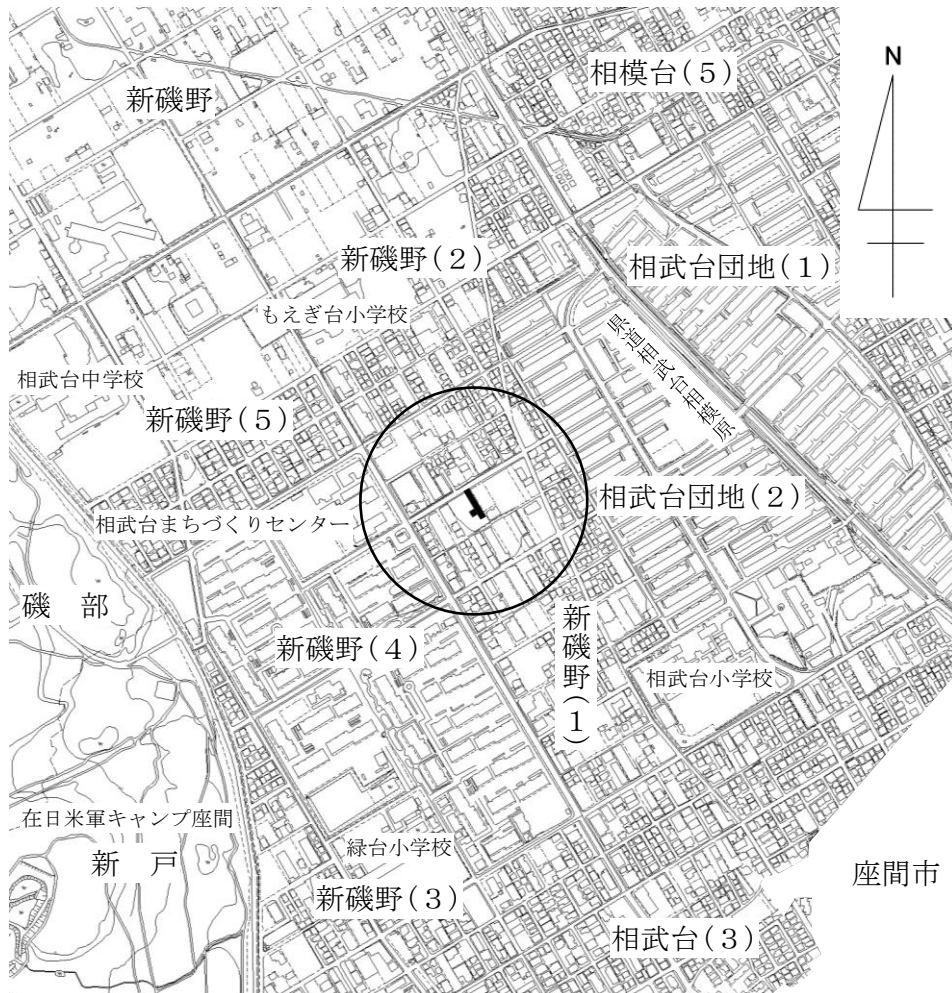 N
相模台(5)
新磯野
新磯野(2)
相武台団地(1)
もえぎ台小学校
県道相武台相模原
相武台中学校
新磯野(5)
相武台団地(2)
相武台まちづくりセンター
磯 部
新磯野(4)
新磯野(1)
相武台小学校
在日米軍キャンプ座間
緑台小学校
新 戸
座間市
新磯野(3)
相武台(3)